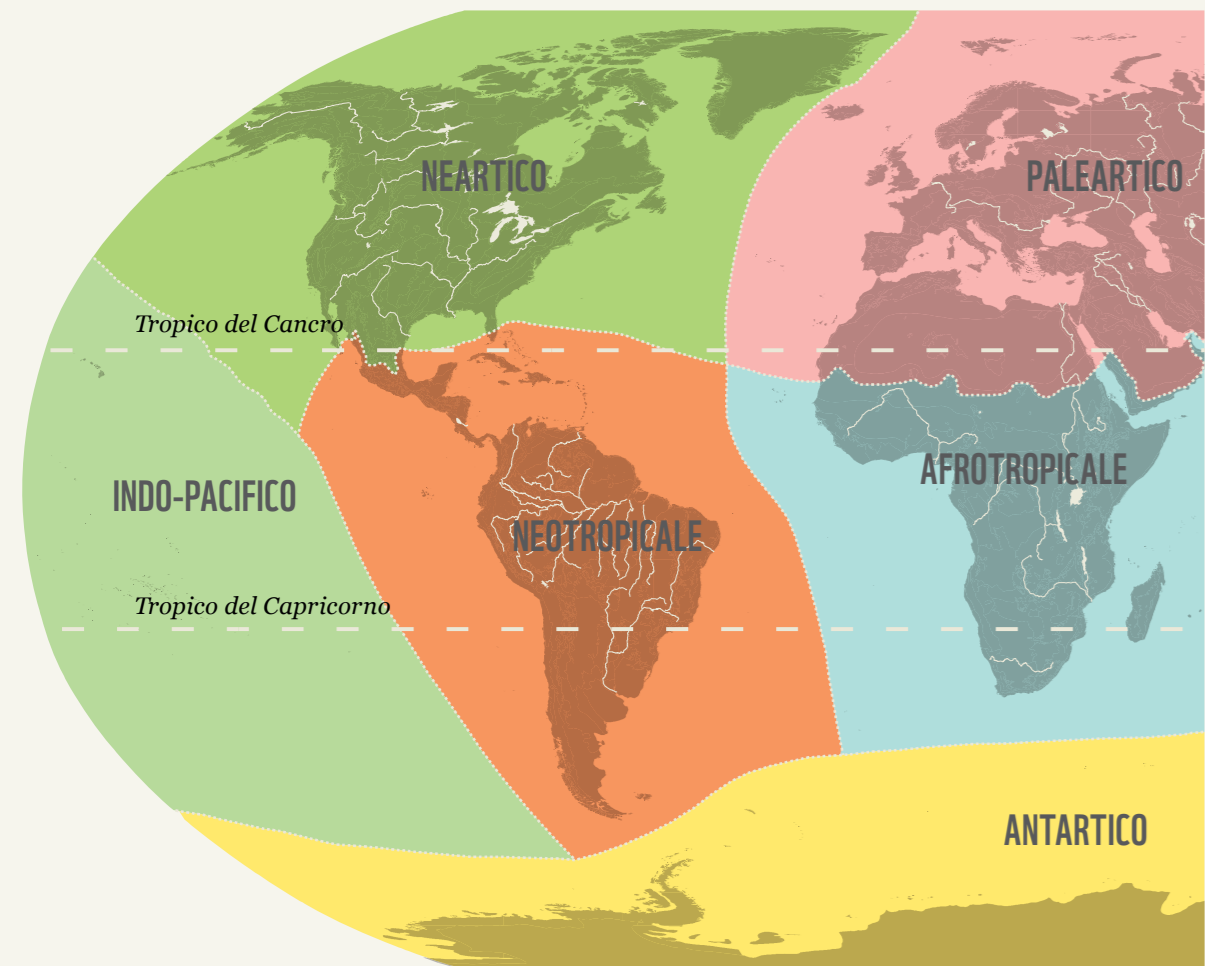 NEARTICO
PALEARTICO
Tropico del Cancro
AFROTROPICALE
INDO-PACIFICO
NEOTROPICALE
Tropico del Capricorno
ANTARTICO